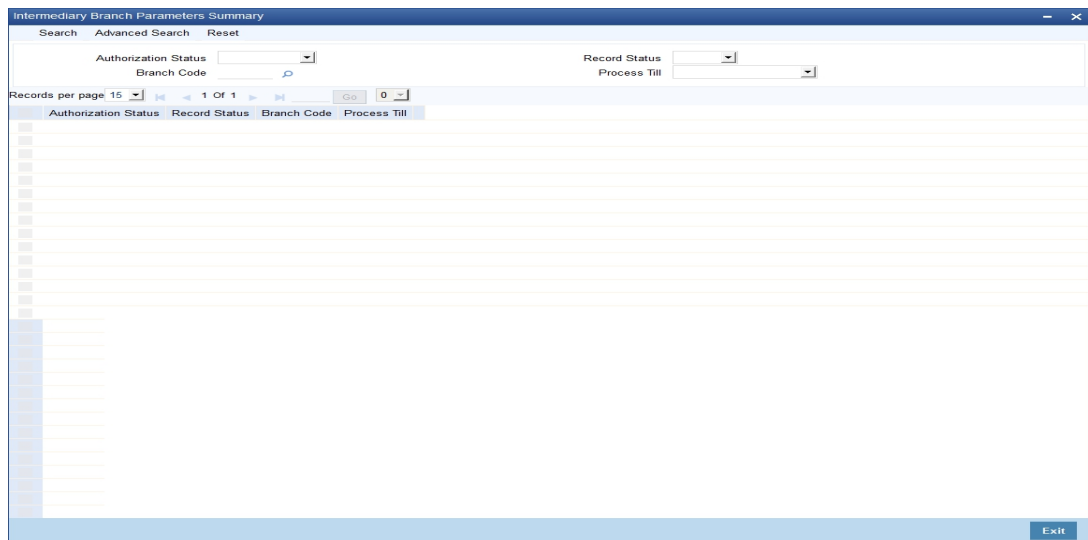 Intermediary Branch Parameters Summary
Search Advanced Search Reset
Authorization Status Record Status
Branch Code Process Till
Records per page 15 1 Of 1 Go 0
Authorization Status Record Status Branch Code Process Till
Exit